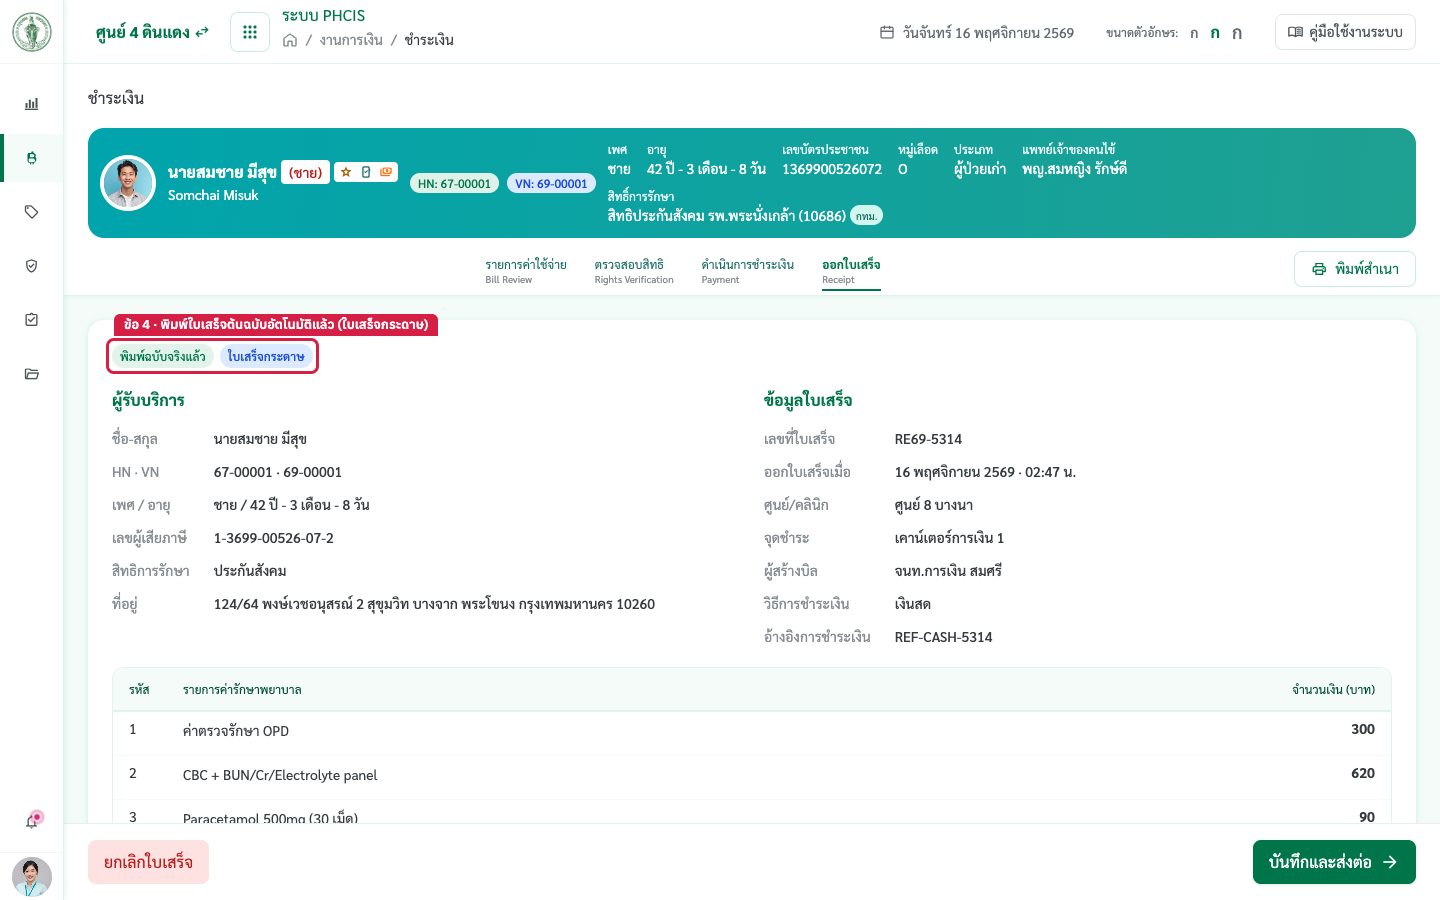 ศูนย์ 4 ดินแดง
ระบบ PHCIS
/ งานการเงิน / ชำระเงิน
วันจันทร์ 16 พฤศจิกายน 2569
ขนาดตัวอักษร: ก ก ก
คู่มือใช้งานระบบ
ชำระเงิน
นายสมชาย มีสุข (ชาย)
Somchai Misuk
HN: 67-00001 VN: 69-00001
เพศ อายุ เลขบัตรประชาชน หมู่เลือด ประเภท แพทย์เจ้าของคนไข้
ชาย 42 ปี - 3 เดือน - 8 วัน 1369900526072 O ผู้ป่วยเก่า พญ.สมหญิง รักษ์ดี
สิทธิ์การรักษา
สิทธิประกันสังคม รพ.พระนั่งเกล้า (10686) กทม.
รายการค่าใช้จ่าย ตรวจสอบสิทธิ ดำเนินการชำระเงิน ออกใบเสร็จ
Bill Review Rights Verification Payment Receipt
พิมพ์สำเนา
ข้อ 4 · พิมพ์ใบเสร็จต้นฉบับอัตโนมัติแล้ว (ใบเสร็จกระดาษ)
พิมพ์ฉบับจริงแล้ว ใบเสร็จกระดาษ
ผู้รับบริการ
ชื่อ-สกุล นายสมชาย มีสุข
HN · VN 67-00001 · 69-00001
เพศ / อายุ ชาย / 42 ปี - 3 เดือน - 8 วัน
เลขผู้เสียภาษี 1-3699-00526-07-2
สิทธิการรักษา ประกันสังคม
ที่อยู่ 124/64 พงษ์เวชอนุสรณ์ 2 สุขุมวิท บางจาก พระโขนง กรุงเทพมหานคร 10260
ข้อมูลใบเสร็จ
เลขที่ใบเสร็จ RE69-5314
ออกใบเสร็จเมื่อ 16 พฤศจิกายน 2569 · 02:47 น.
ศูนย์/คลินิก ศูนย์ 8 บางนา
จุดชำระ เคาน์เตอร์การเงิน 1
ผู้สร้างบิล จนท.การเงิน สมศรี
วิธีการชำระเงิน เงินสด
อ้างอิงการชำระเงิน REF-CASH-5314
รหัส รายการค่ารักษาพยาบาล จำนวนเงิน (บาท)
1 ค่าตรวจรักษา OPD 300
2 CBC + BUN/Cr/Electrolyte panel 620
3 Paracetamol 500mg (30 เม็ด) 90
ยกเลิกใบเสร็จ
บันทึกและส่งต่อ